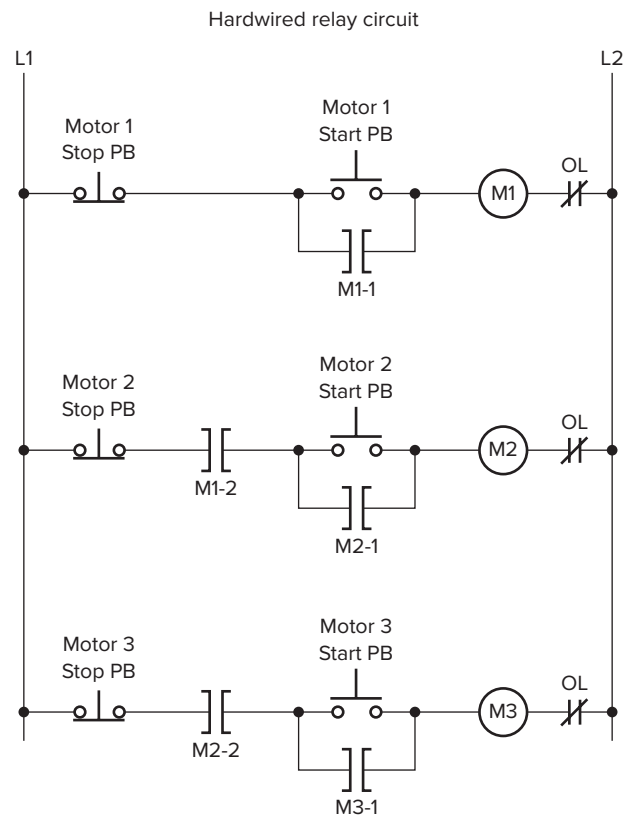 Hardwired relay circuit
L1
L2
Motor 1
Stop PB
Motor 1
Start PB
OL
M1
M1-1
Motor 2
Stop PB
Motor 2
Start PB
OL
M2
M1-2
M2-1
Motor 3
Stop PB
Motor 3
Start PB
OL
M3
M2-2
M3-1